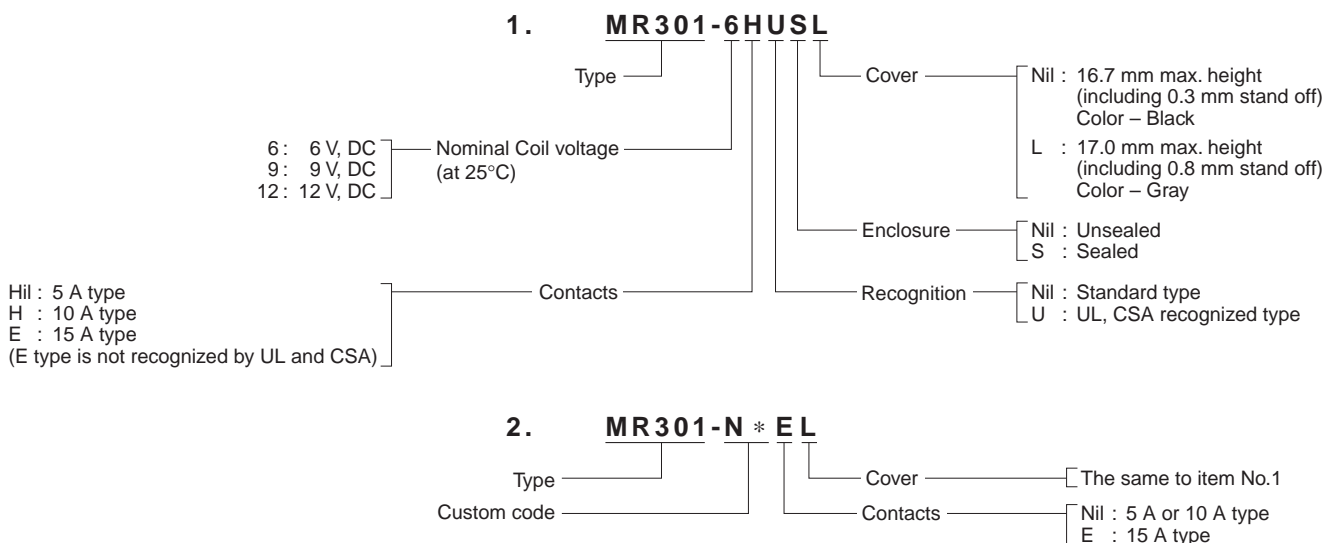 1. MR301-6HUSL
Type
Cover
Nil : 16.7 mm max. height
(including 0.3 mm stand off)
Color – Black
L : 17.0 mm max. height
(including 0.8 mm stand off)
Color – Gray
6 : 6 V, DC
9 : 9 V, DC
12 : 12 V, DC
Nominal Coil voltage
(at 25°C)
Enclosure
Nil : Unsealed
S : Sealed
Hil : 5 A type
H : 10 A type
E : 15 A type
(E type is not recognized by UL and CSA)
Contacts
Recognition
Nil : Standard type
U : UL, CSA recognized type
2. MR301-N * EL
Type
Cover
The same to item No.1
Custom code
Contacts
Nil : 5 A or 10 A type
E : 15 A type